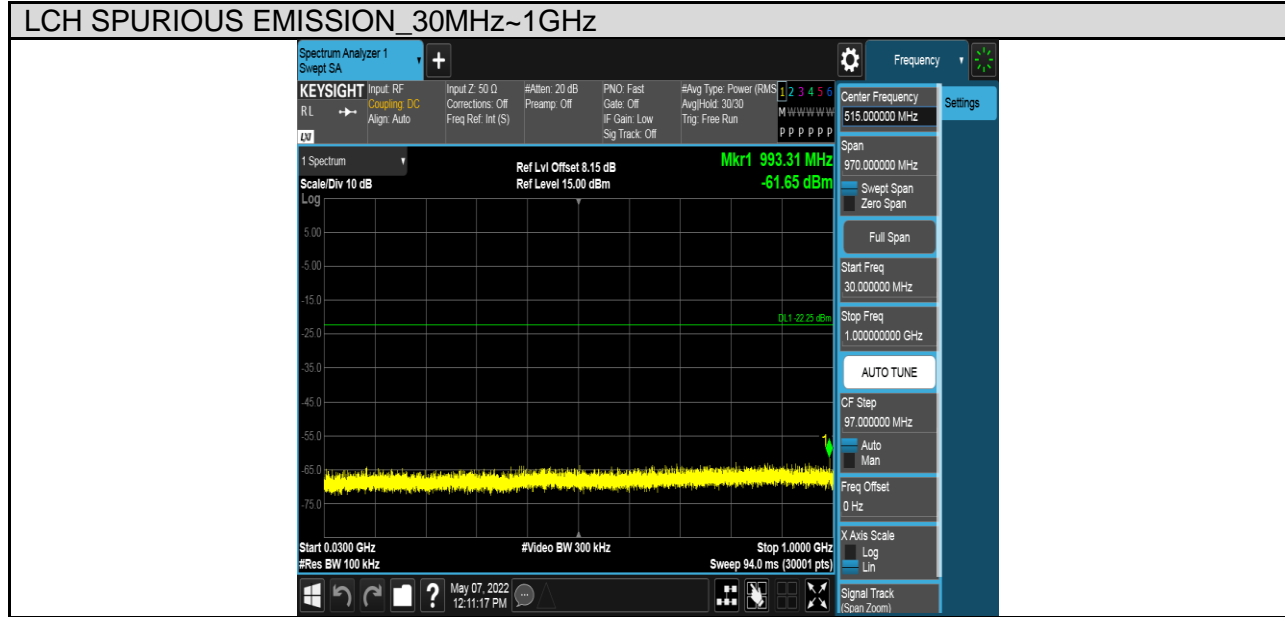 LCH SPURIOUS EMISSION_30MHz~1GHz
Spectrum Analyzer 1
Swept SA
+
Frequency
KEYSIGHT
RL
LXI
Input: RF
Coupling: DC
Align: Auto
Input Z: 50 Ω
Corrections: Off
Freq Ref: Int (S)
#Atten: 20 dB
Preamp: Off
PNO: Fast
Gate: Off
IF Gain: Low
Sig Track: Off
#Avg Type: Power (RMS
Avg|Hold: 30/30
Trig: Free Run
1 2 3 4 5 6
M W W W W W
P P P P P P
1 Spectrum
Scale/Div 10 dB
Log
Ref Lvl Offset 8.15 dB
Ref Level 15.00 dBm
Mkr1 993.31 MHz
-61.65 dBm
5.00
-5.00
-15.0
DL1 -22.25 dBm
-25.0
-35.0
-45.0
-55.0
1
-65.0
-75.0
Start 0.0300 GHz
#Res BW 100 kHz
#Video BW 300 kHz
Stop 1.0000 GHz
Sweep 94.0 ms (30001 pts)
Center Frequency
515.000000 MHz
Settings
Span
970.000000 MHz
Swept Span
Zero Span
Full Span
Start Freq
30.000000 MHz
Stop Freq
1.000000000 GHz
AUTO TUNE
CF Step
97.000000 MHz
Auto
Man
Freq Offset
0 Hz
X Axis Scale
Log
Lin
Signal Track
(Span Zoom)
?
May 07, 2022
12:11:17 PM